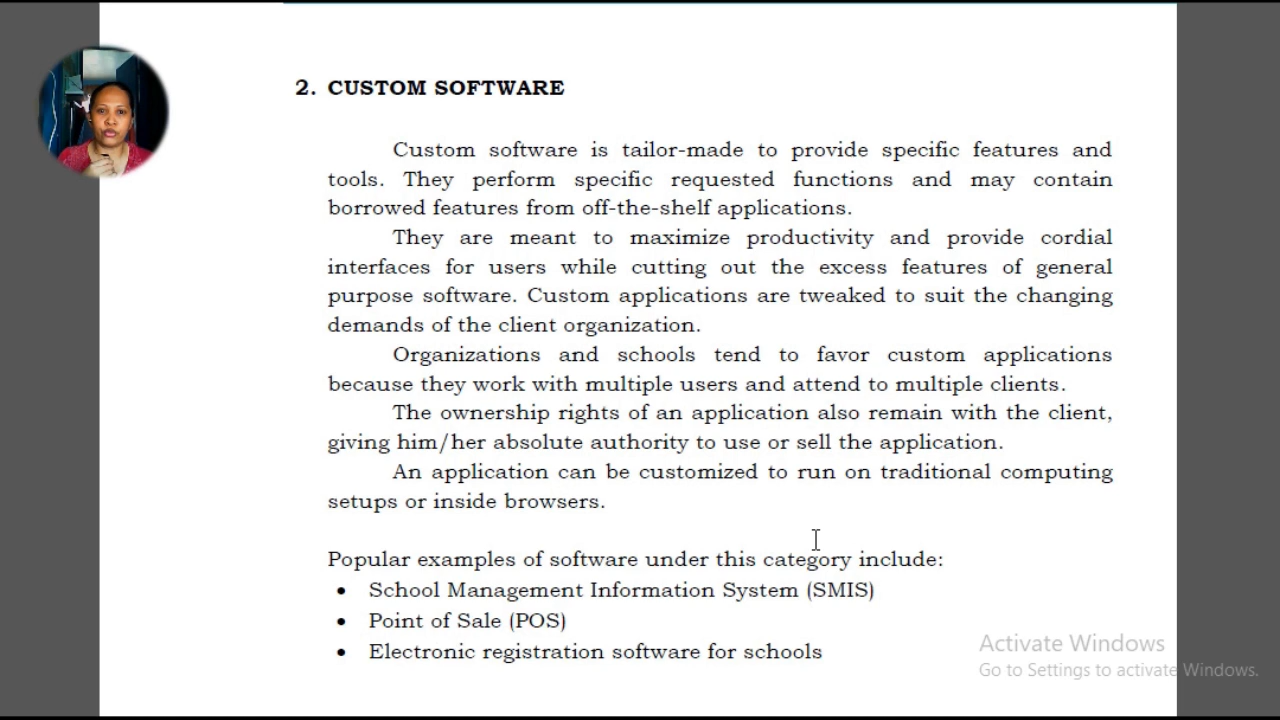 2. CUSTOM SOFTWARE
Custom software is tailor-made to provide specific features and
tools. They perform specific requested functions and may contain
borrowed features from off-the-shelf applications.
They are meant to maximize productivity and provide cordial
interfaces for users while cutting out the excess features of general
purpose software. Custom applications are tweaked to suit the changing
demands of the client organization.
Organizations and schools tend to favor custom applications
because they work with multiple users and attend to multiple clients.
The ownership rights of an application also remain with the client,
giving him/her absolute authority to use or sell the application.
An application can be customized to run on traditional computing
setups or inside browsers.
Popular examples of software under this category include:
• School Management Information System (SMIS)
• Point of Sale (POS)
• Electronic registration software for schools
Activate Windows
Go to Settings to activate Windows.